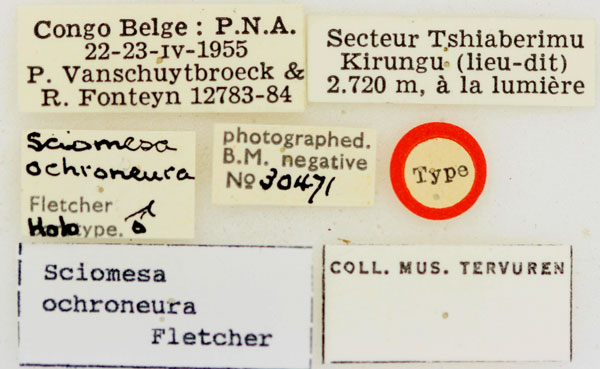 Congo Belge : P.N.A.
22-23-IV-1955
P. Vanschuytbroeck &
R. Fonteyn 12783-84
Secteur Tshiaberimu
Kirungu (lieu-dit)
2.720 m, à la lumière
Sciomesa
ochroneura
Fletcher
Holotype. ♂
photographed.
B.M. negative
No 30471
Type
Sciomesa
ochroneura
Fletcher
COLL. MUS. TERVUREN